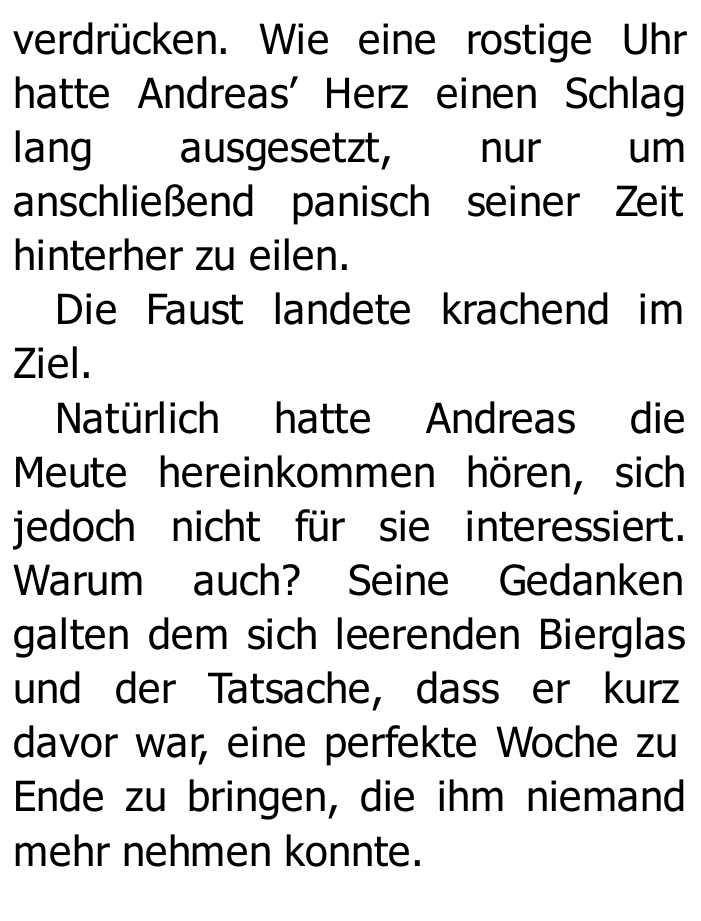 verdrücken. Wie eine rostige Uhr
hatte Andreas’ Herz einen Schlag
lang ausgesetzt, nur um
anschließend panisch seiner Zeit
hinterher zu eilen.
Die Faust landete krachend im
Ziel.
Natürlich hatte Andreas die
Meute hereinkommen hören, sich
jedoch nicht für sie interessiert.
Warum auch? Seine Gedanken
galten dem sich leerenden Bierglas
und der Tatsache, dass er kurz
davor war, eine perfekte Woche zu
Ende zu bringen, die ihm niemand
mehr nehmen konnte.